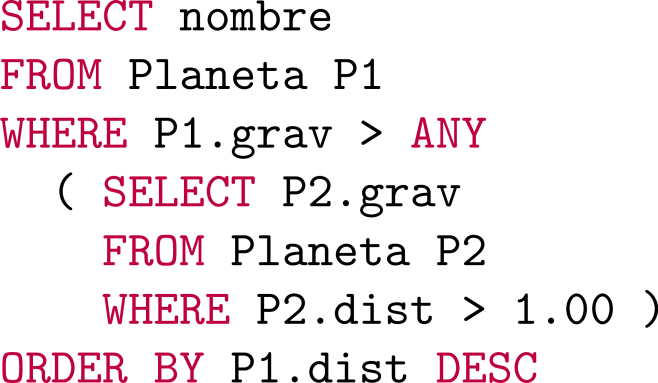 SELECT nombre
FROM Planeta P1
WHERE P1.grav > ANY
( SELECT P2.grav
FROM Planeta P2
WHERE P2.dist > 1.00 )
ORDER BY P1.dist DESC